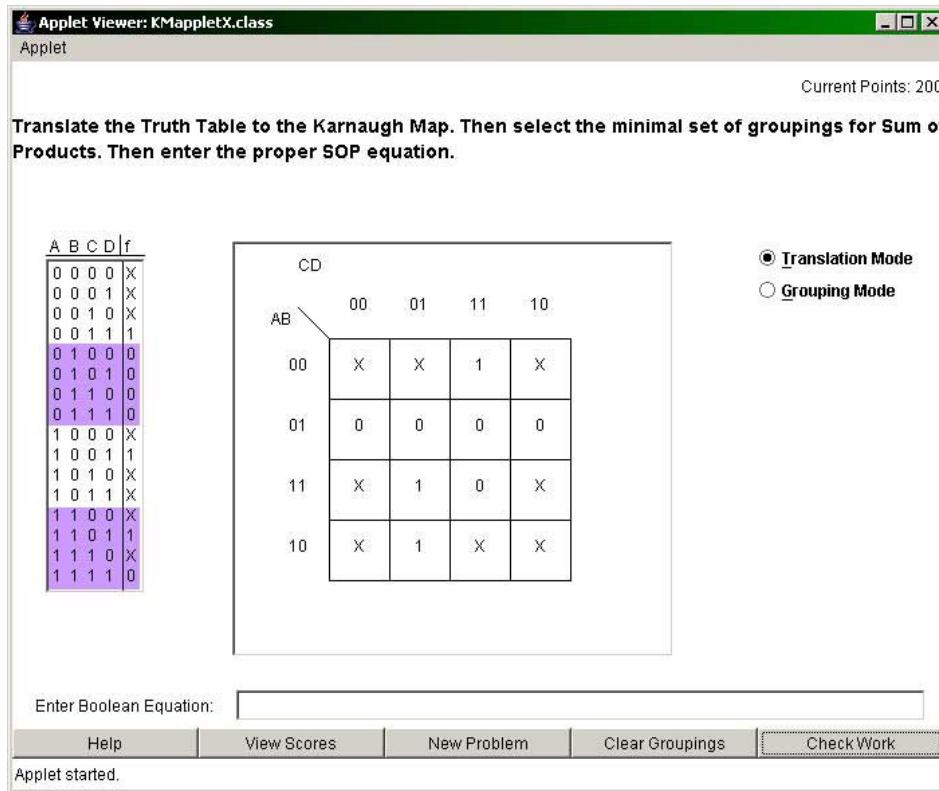 Applet Viewer: KMappletX.class
Applet
Current Points: 200
Translate the Truth Table to the Karnaugh Map. Then select the minimal set of groupings for Sum o
Products. Then enter the proper SOP equation.
A B C D f
0 0 0 0 X
0 0 0 1 X
0 0 1 0 X
0 0 1 1 1
0 1 0 0 0
0 1 0 1 0
0 1 1 0 0
0 1 1 1 0
1 0 0 0 X
1 0 0 1 1
1 0 1 0 X
1 0 1 1 X
1 1 0 0 X
1 1 0 1 1
1 1 1 0 X
1 1 1 1 0
CD
AB 00 01 11 10
00 X X 1 X
01 0 0 0 0
11 X 1 0 X
10 X 1 X X
Translation Mode
Grouping Mode
Enter Boolean Equation:
Help View Scores New Problem Clear Groupings Check Work
Applet started.